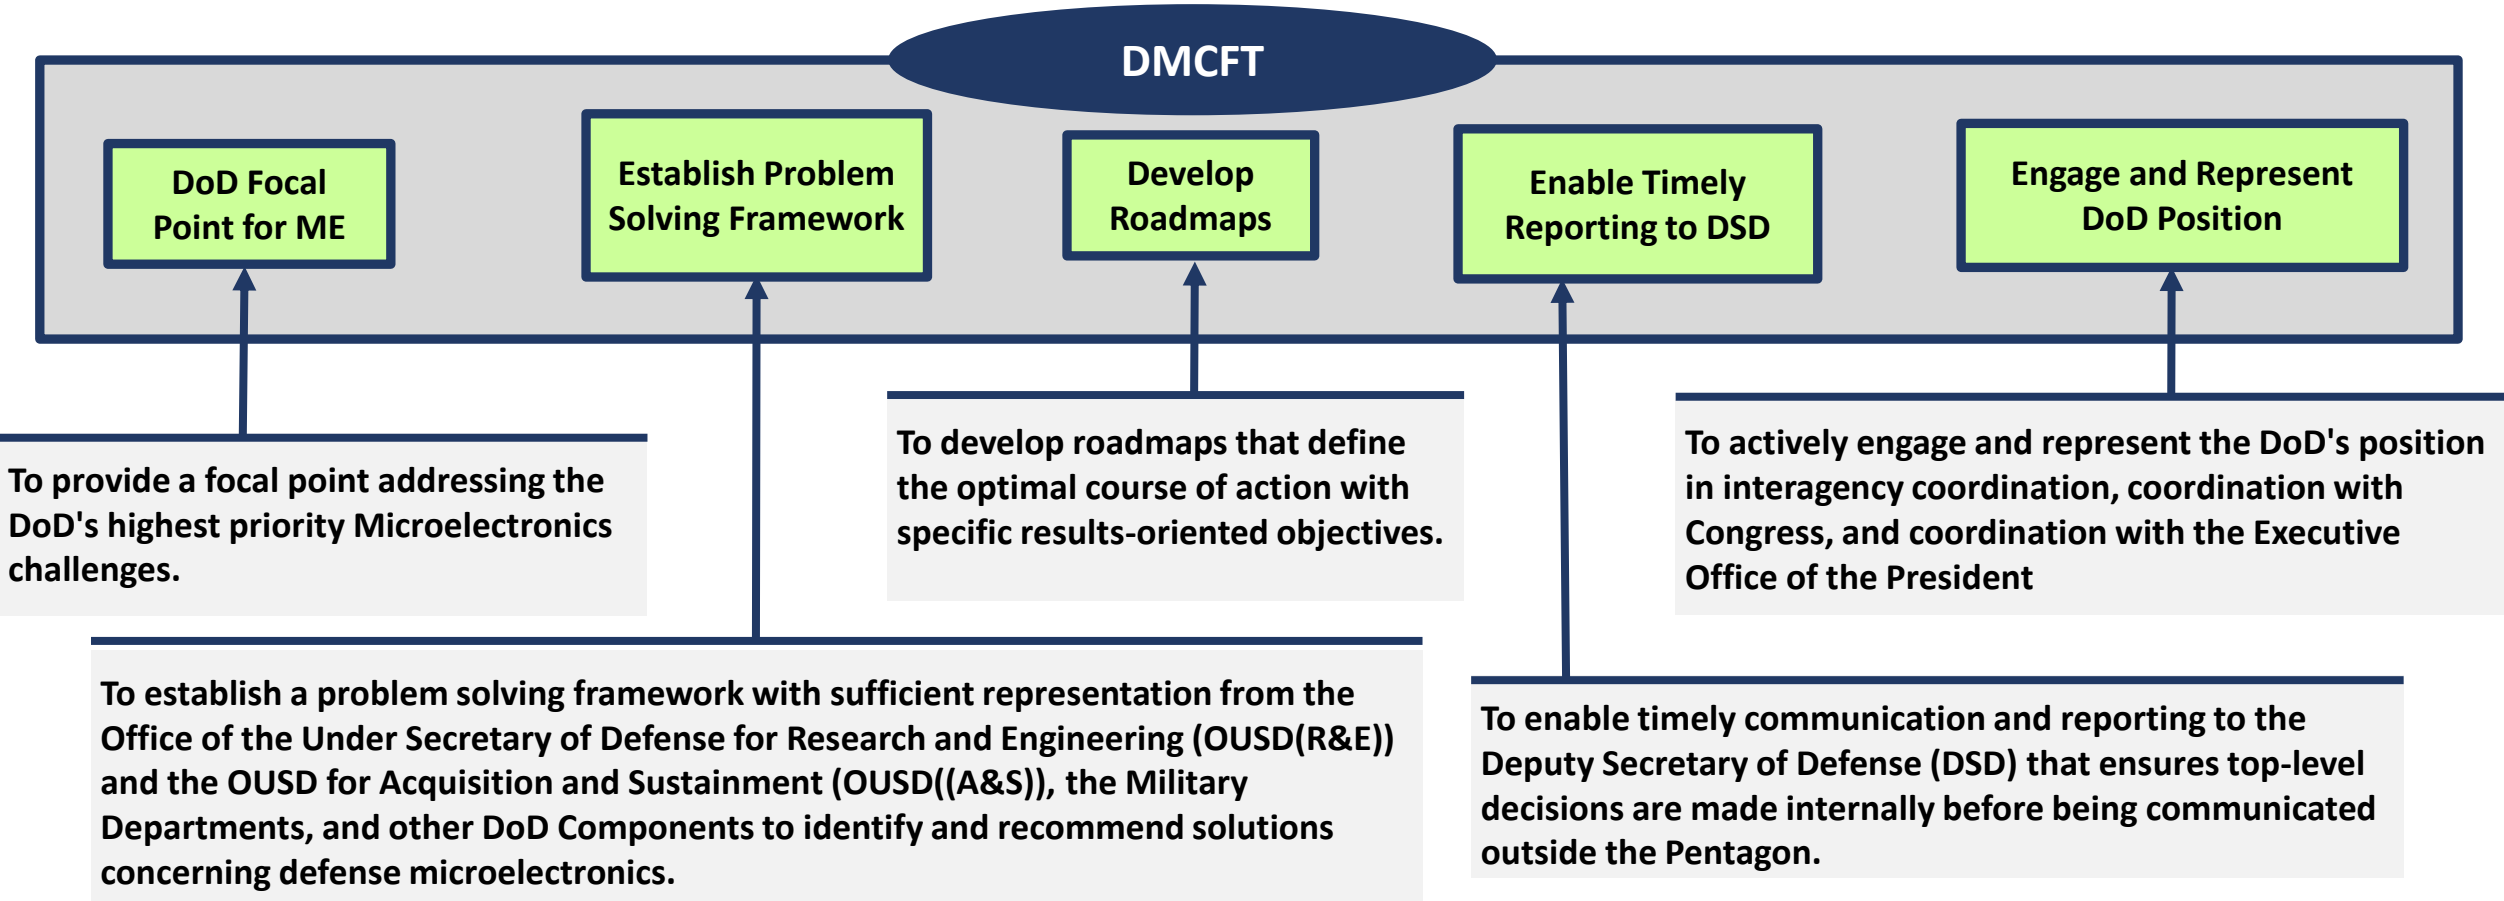 DMCFT
DoD Focal
Point for ME
Establish Problem
Solving Framework
Develop
Roadmaps
Enable Timely
Reporting to DSD
Engage and Represent
DoD Position
To provide a focal point addressing the
DoD's highest priority Microelectronics
challenges.
To develop roadmaps that define
the optimal course of action with
specific results-oriented objectives.
To actively engage and represent the DoD's position
in interagency coordination, coordination with
Congress, and coordination with the Executive
Office of the President
To establish a problem solving framework with sufficient representation from the
Office of the Under Secretary of Defense for Research and Engineering (OUSD(R&E))
and the OUSD for Acquisition and Sustainment (OUSD((A&S)), the Military
Departments, and other DoD Components to identify and recommend solutions
concerning defense microelectronics.
To enable timely communication and reporting to the
Deputy Secretary of Defense (DSD) that ensures top-level
decisions are made internally before being communicated
outside the Pentagon.